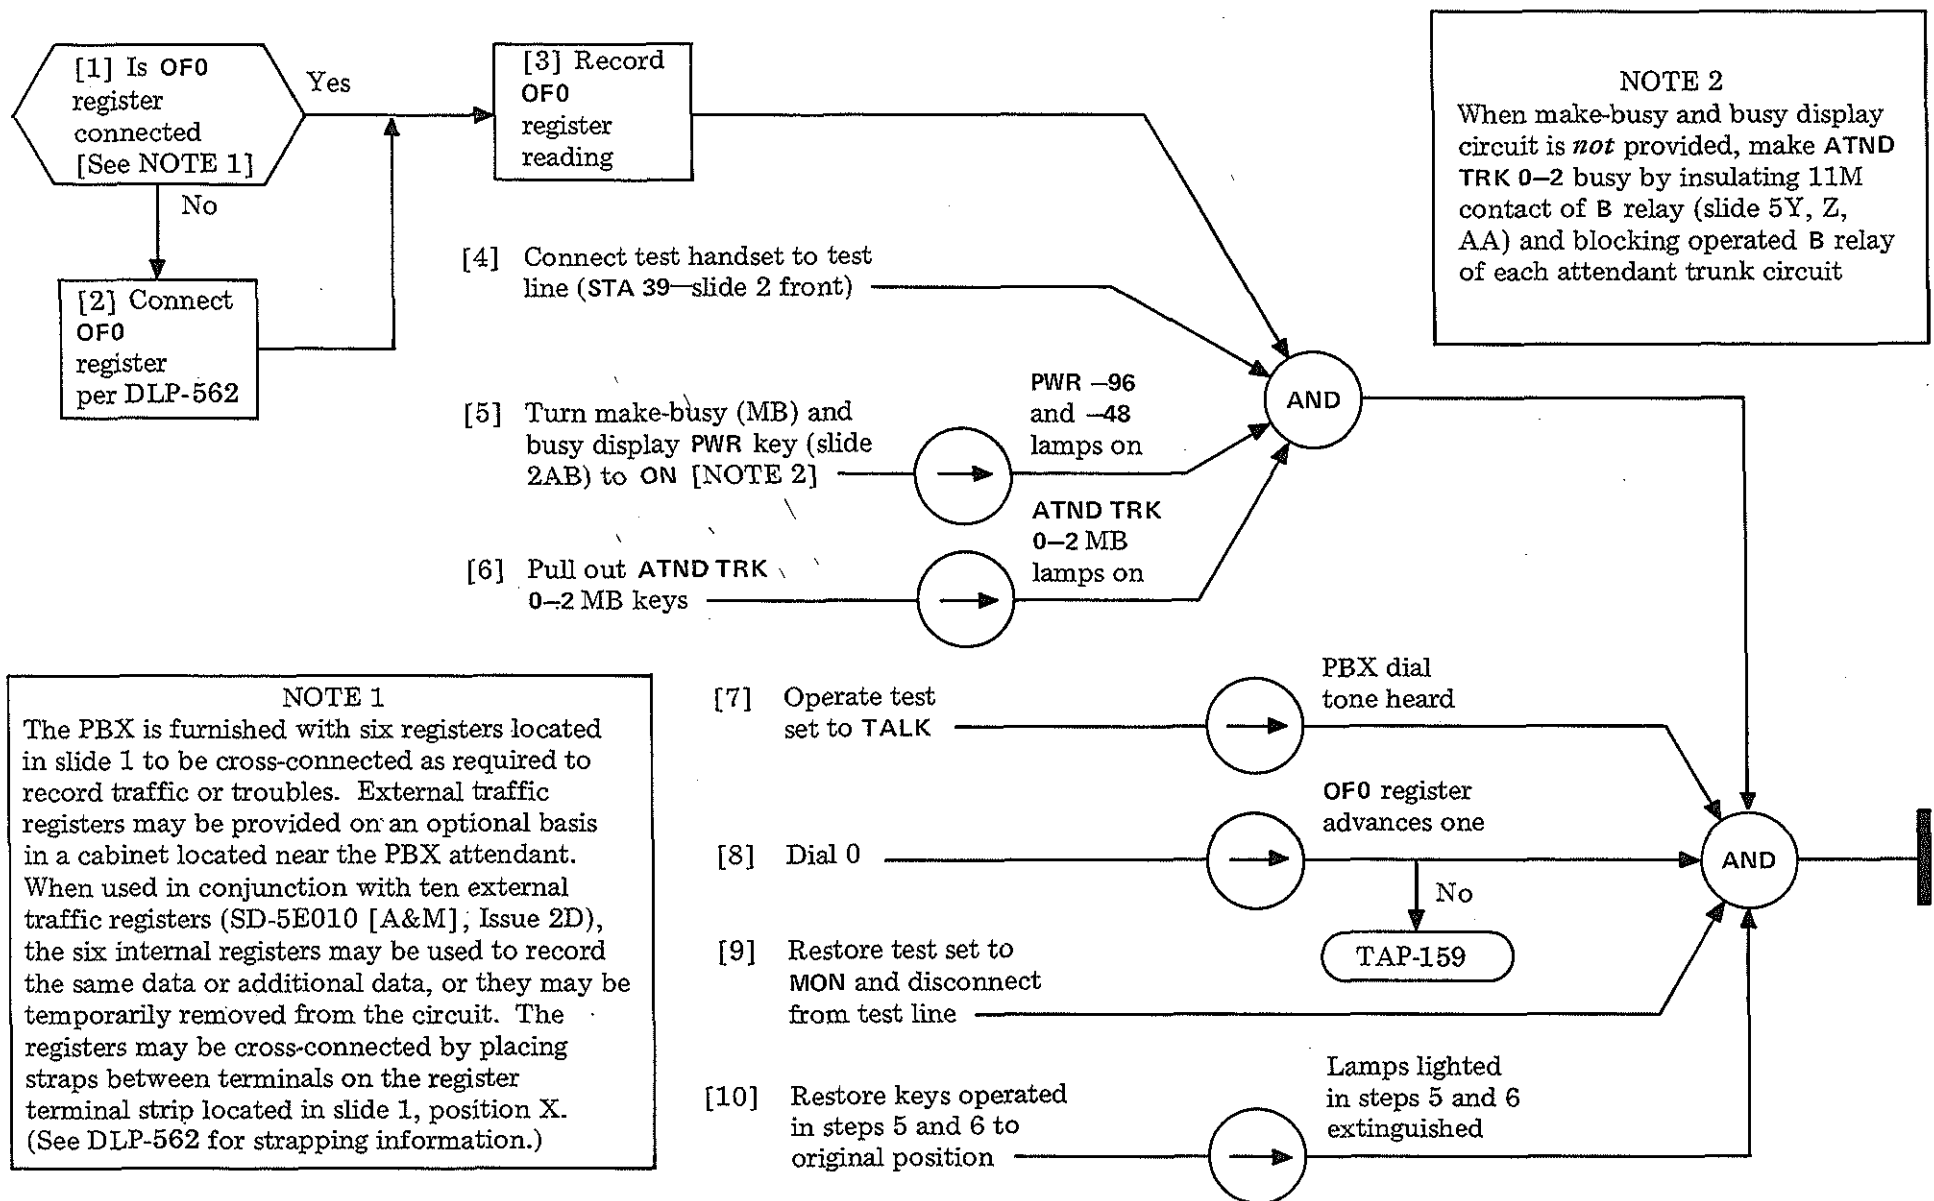 [1] Is OF0
register
connected
[See NOTE 1]
Yes
No
[2] Connect
OF0
register
per DLP-562
[3] Record
OF0
register
reading
NOTE 2
When make-busy and busy display
circuit is not provided, make ATND
TRK 0–2 busy by insulating 11M
contact of B relay (slide 5Y, Z,
AA) and blocking operated B relay
of each attendant trunk circuit
[4] Connect test handset to test
line (STA 39—slide 2 front)
[5] Turn make-busy (MB) and
busy display PWR key (slide
2AB) to ON [NOTE 2]
PWR –96
and –48
lamps on
[6] Pull out ATND TRK
0–2 MB keys
ATND TRK
0–2 MB
lamps on
AND
NOTE 1
The PBX is furnished with six registers located
in slide 1 to be cross-connected as required to
record traffic or troubles. External traffic
registers may be provided on an optional basis
in a cabinet located near the PBX attendant.
When used in conjunction with ten external
traffic registers (SD-5E010 [A&M], Issue 2D),
the six internal registers may be used to record
the same data or additional data, or they may be
temporarily removed from the circuit. The
registers may be cross-connected by placing
straps between terminals on the register
terminal strip located in slide 1, position X.
(See DLP-562 for strapping information.)
[7] Operate test
set to TALK
PBX dial
tone heard
[8] Dial 0
OF0 register
advances one
No
TAP-159
AND
[9] Restore test set to
MON and disconnect
from test line
[10] Restore keys operated
in steps 5 and 6 to
original position
Lamps lighted
in steps 5 and 6
extinguished